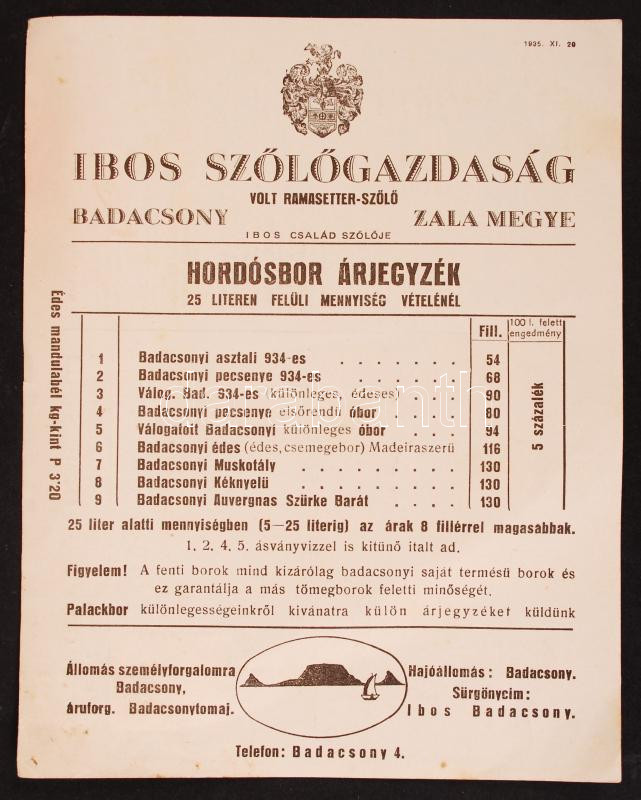 1935. XI. 20
IBOS SZŐLŐGAZDASÁG
VOLT RAMASETTER-SZŐLŐ
BADACSONY ZALA MEGYE
IBOS CSALÁD SZŐLŐJE
HORDÓSBOR ÁRJEGYZÉK
25 LITEREN FELÜLI MENNYISÉG VÉTELÉNÉL
Édes mandulabél kg-kint P 3'20
Fill. 100 l. felett engedmény
1 Badacsonyi asztali 934-es . . . . . . 54
2 Badacsonyi pecsenye 934-es . . . . . 68
3 Válog. Bad. 934-es különleges, édeses) . . 90
4 Badacsonyi pecsenye elsőrendű óbor . . . 80
5 Válogatott Badacsonyi különleges óbor . . . 94
6 Badacsonyi édes (édes, csemegebor) Madeiraszerű 116
7 Badacsonyi Muskotály . . . . . . . 130
8 Badacsonyi Kéknyelű . . . . . . . 130
9 Badacsonyi Auvergnas Szürke Barát . . . . 130
5 százalék
25 liter alatti mennyiségben (5—25 literig) az árak 8 fillérrel magasabbak.
1, 2, 4, 5. ásványvizzel is kitünő italt ad.
Figyelem! A fenti borok mind kizárólag badacsonyi saját termésü borok és
ez garantálja a más tömegborok feletti minőségét.
Palackbor különlegességeinkről kivánatra külön árjegyzéket küldünk
Állomás személyforgalomra
Badacsony,
áruforg. Badacsonytomaj.
Hajóállomás: Badacsony.
Sürgönycim:
Ibos Badacsony.
Telefon: Badacsony 4.
darabanth